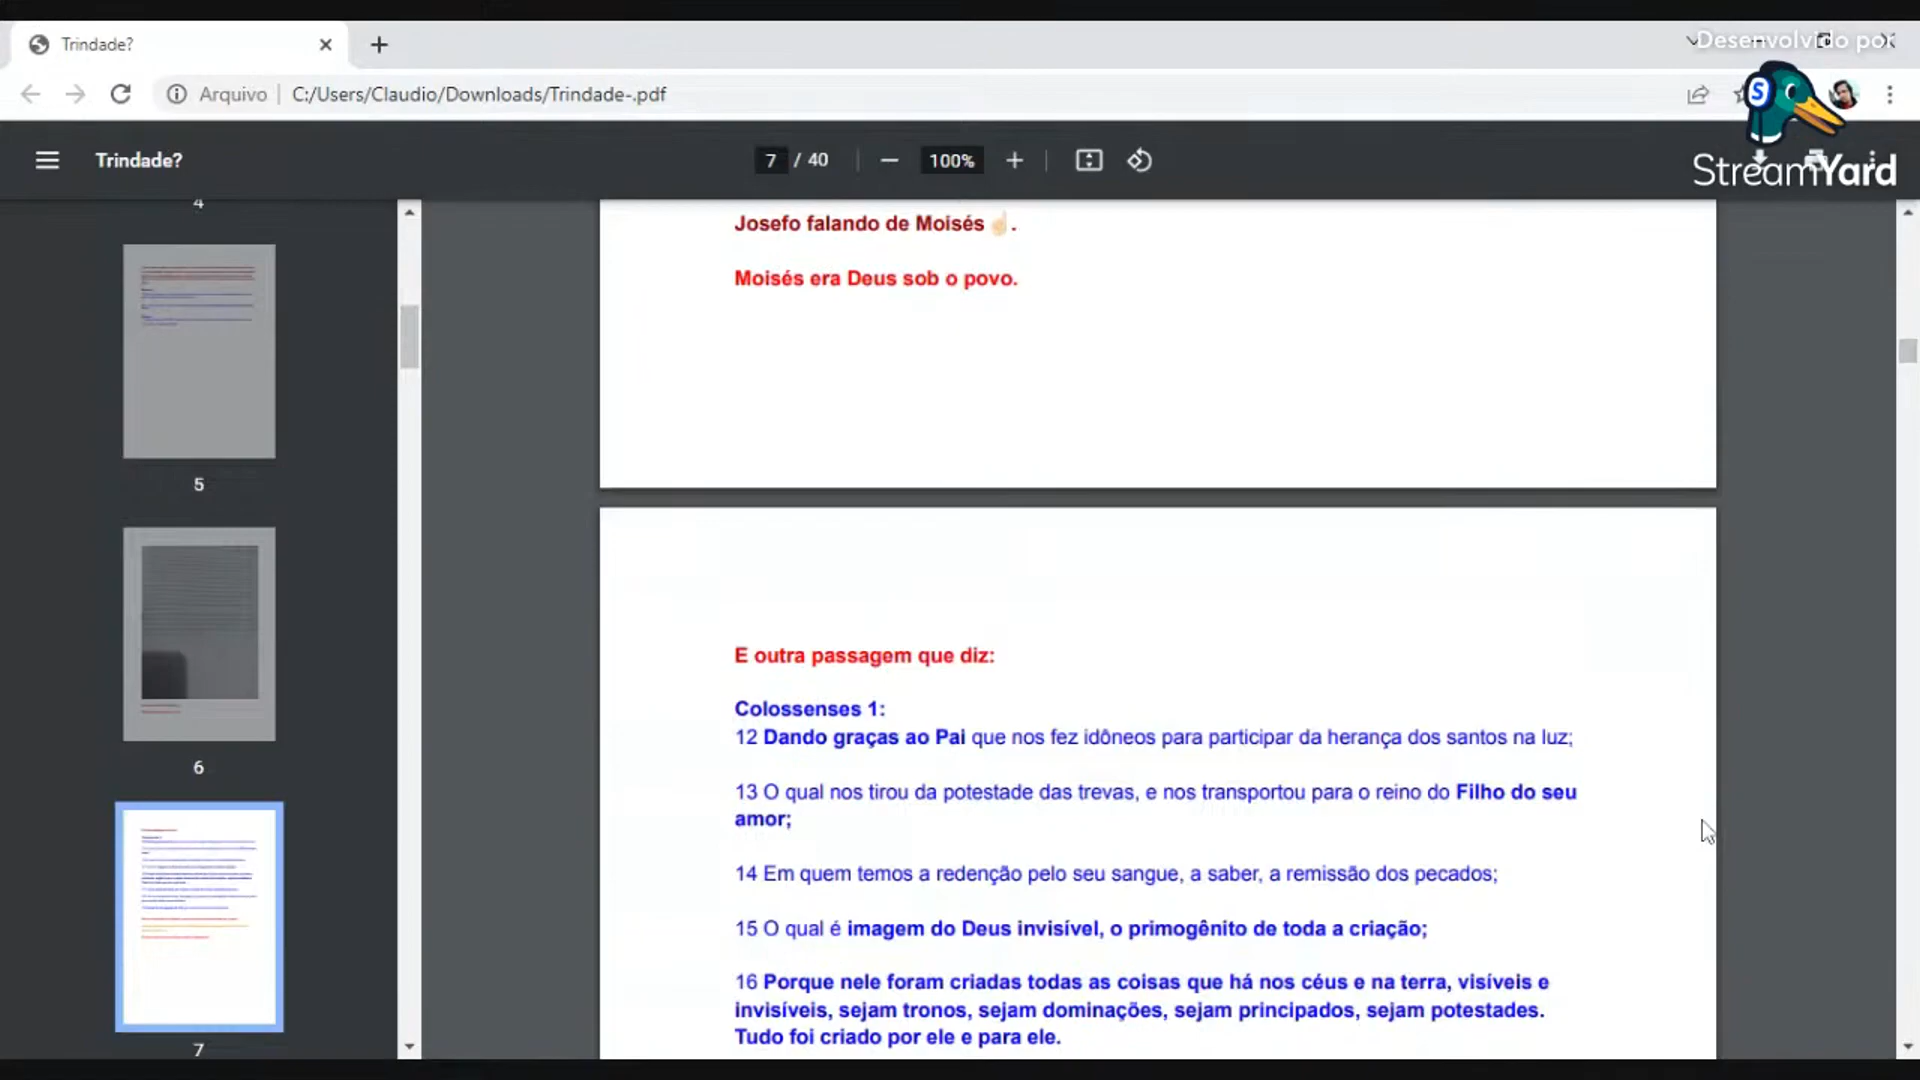 Trindade?
Desenvolvido por
Arquivo
C:/Users/Claudio/Downloads/Trindade-.pdf
Trindade?
7 / 40
100%
StreamYard
4
5
6
7
Josefo falando de Moisés ☝🏻.
Moisés era Deus sob o povo.
E outra passagem que diz:
Colossenses 1:
12 Dando graças ao Pai que nos fez idôneos para participar da herança dos santos na luz;
13 O qual nos tirou da potestade das trevas, e nos transportou para o reino do Filho do seu
amor;
14 Em quem temos a redenção pelo seu sangue, a saber, a remissão dos pecados;
15 O qual é imagem do Deus invisível, o primogênito de toda a criação;
16 Porque nele foram criadas todas as coisas que há nos céus e na terra, visíveis e
invisíveis, sejam tronos, sejam dominações, sejam principados, sejam potestades.
Tudo foi criado por ele e para ele.